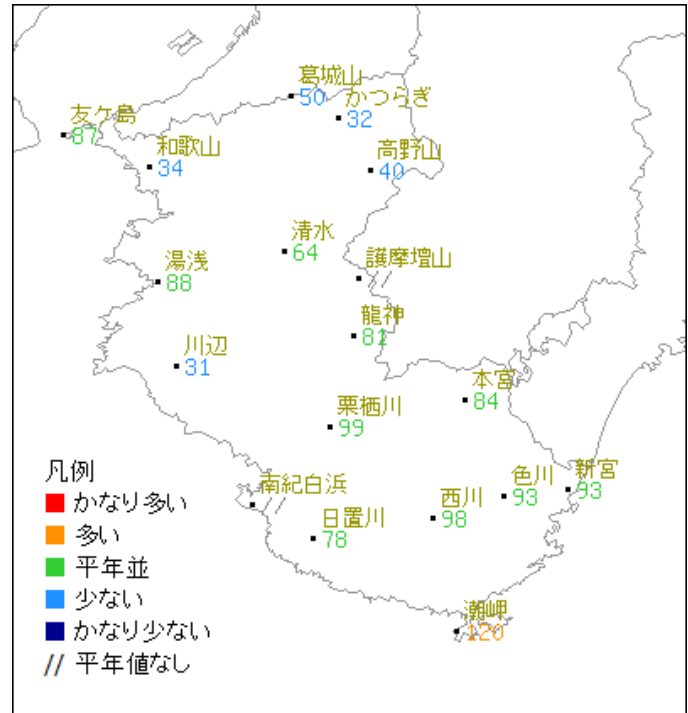 葛城山
50
かつらぎ
32
友ケ島
87
和歌山
34
高野山
40
清水
64
護摩壇山
//
湯浅
88
龍神
81
川辺
31
本宮
84
栗栖川
99
南紀白浜
//
日置川
78
西川
98
色川
93
新宮
93
潮岬
120
凡例
かなり多い
多い
平年並
少ない
かなり少ない
// 平年値なし